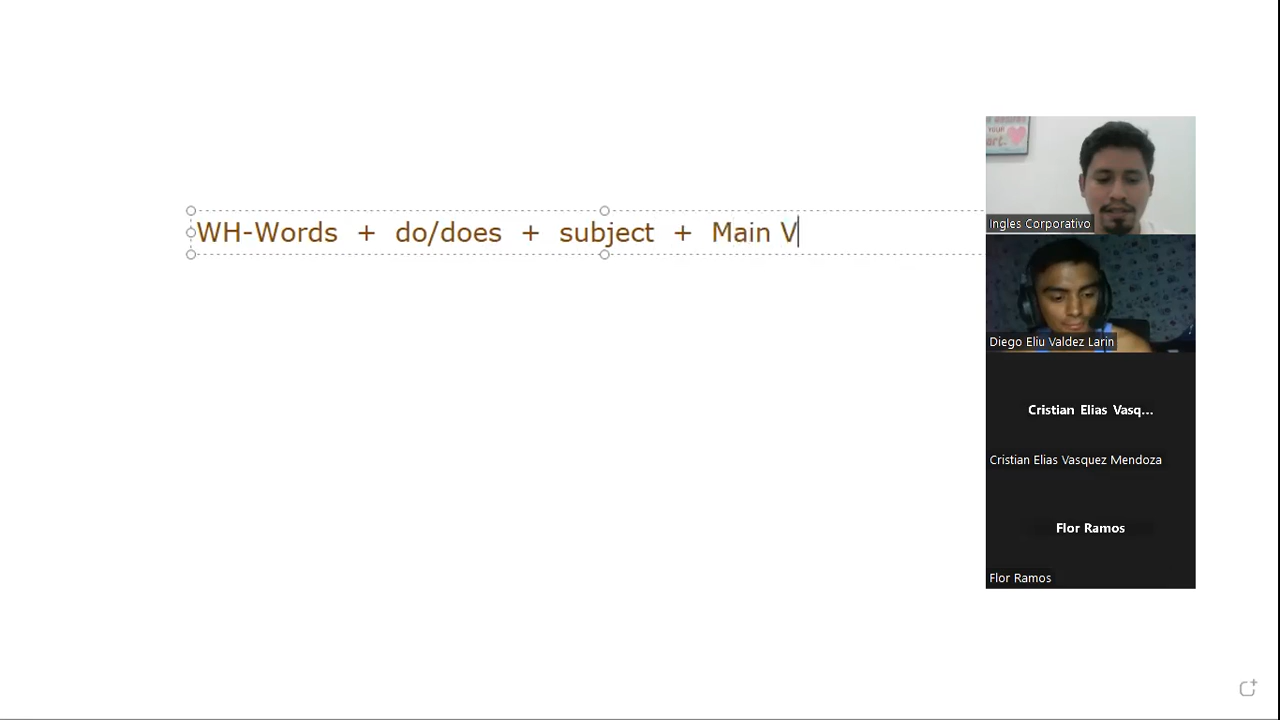 WH-Words + do/does + subject + Main V
art.
Ingles Corporativo
Diego Eliu Valdez Larin
Cristian Elias Vasq...
Cristian Elias Vasquez Mendoza
Flor Ramos
Flor Ramos